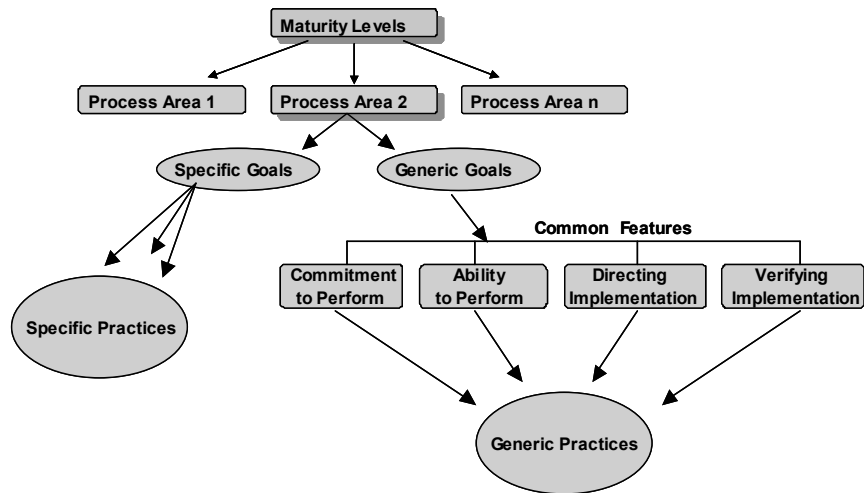 Maturity Levels
Process Area 1
Process Area 2
Process Area n
Specific Goals
Generic Goals
Common Features
Commitment
to Perform
Ability
to Perform
Directing
Implementation
Verifying
Implementation
Specific Practices
Generic Practices